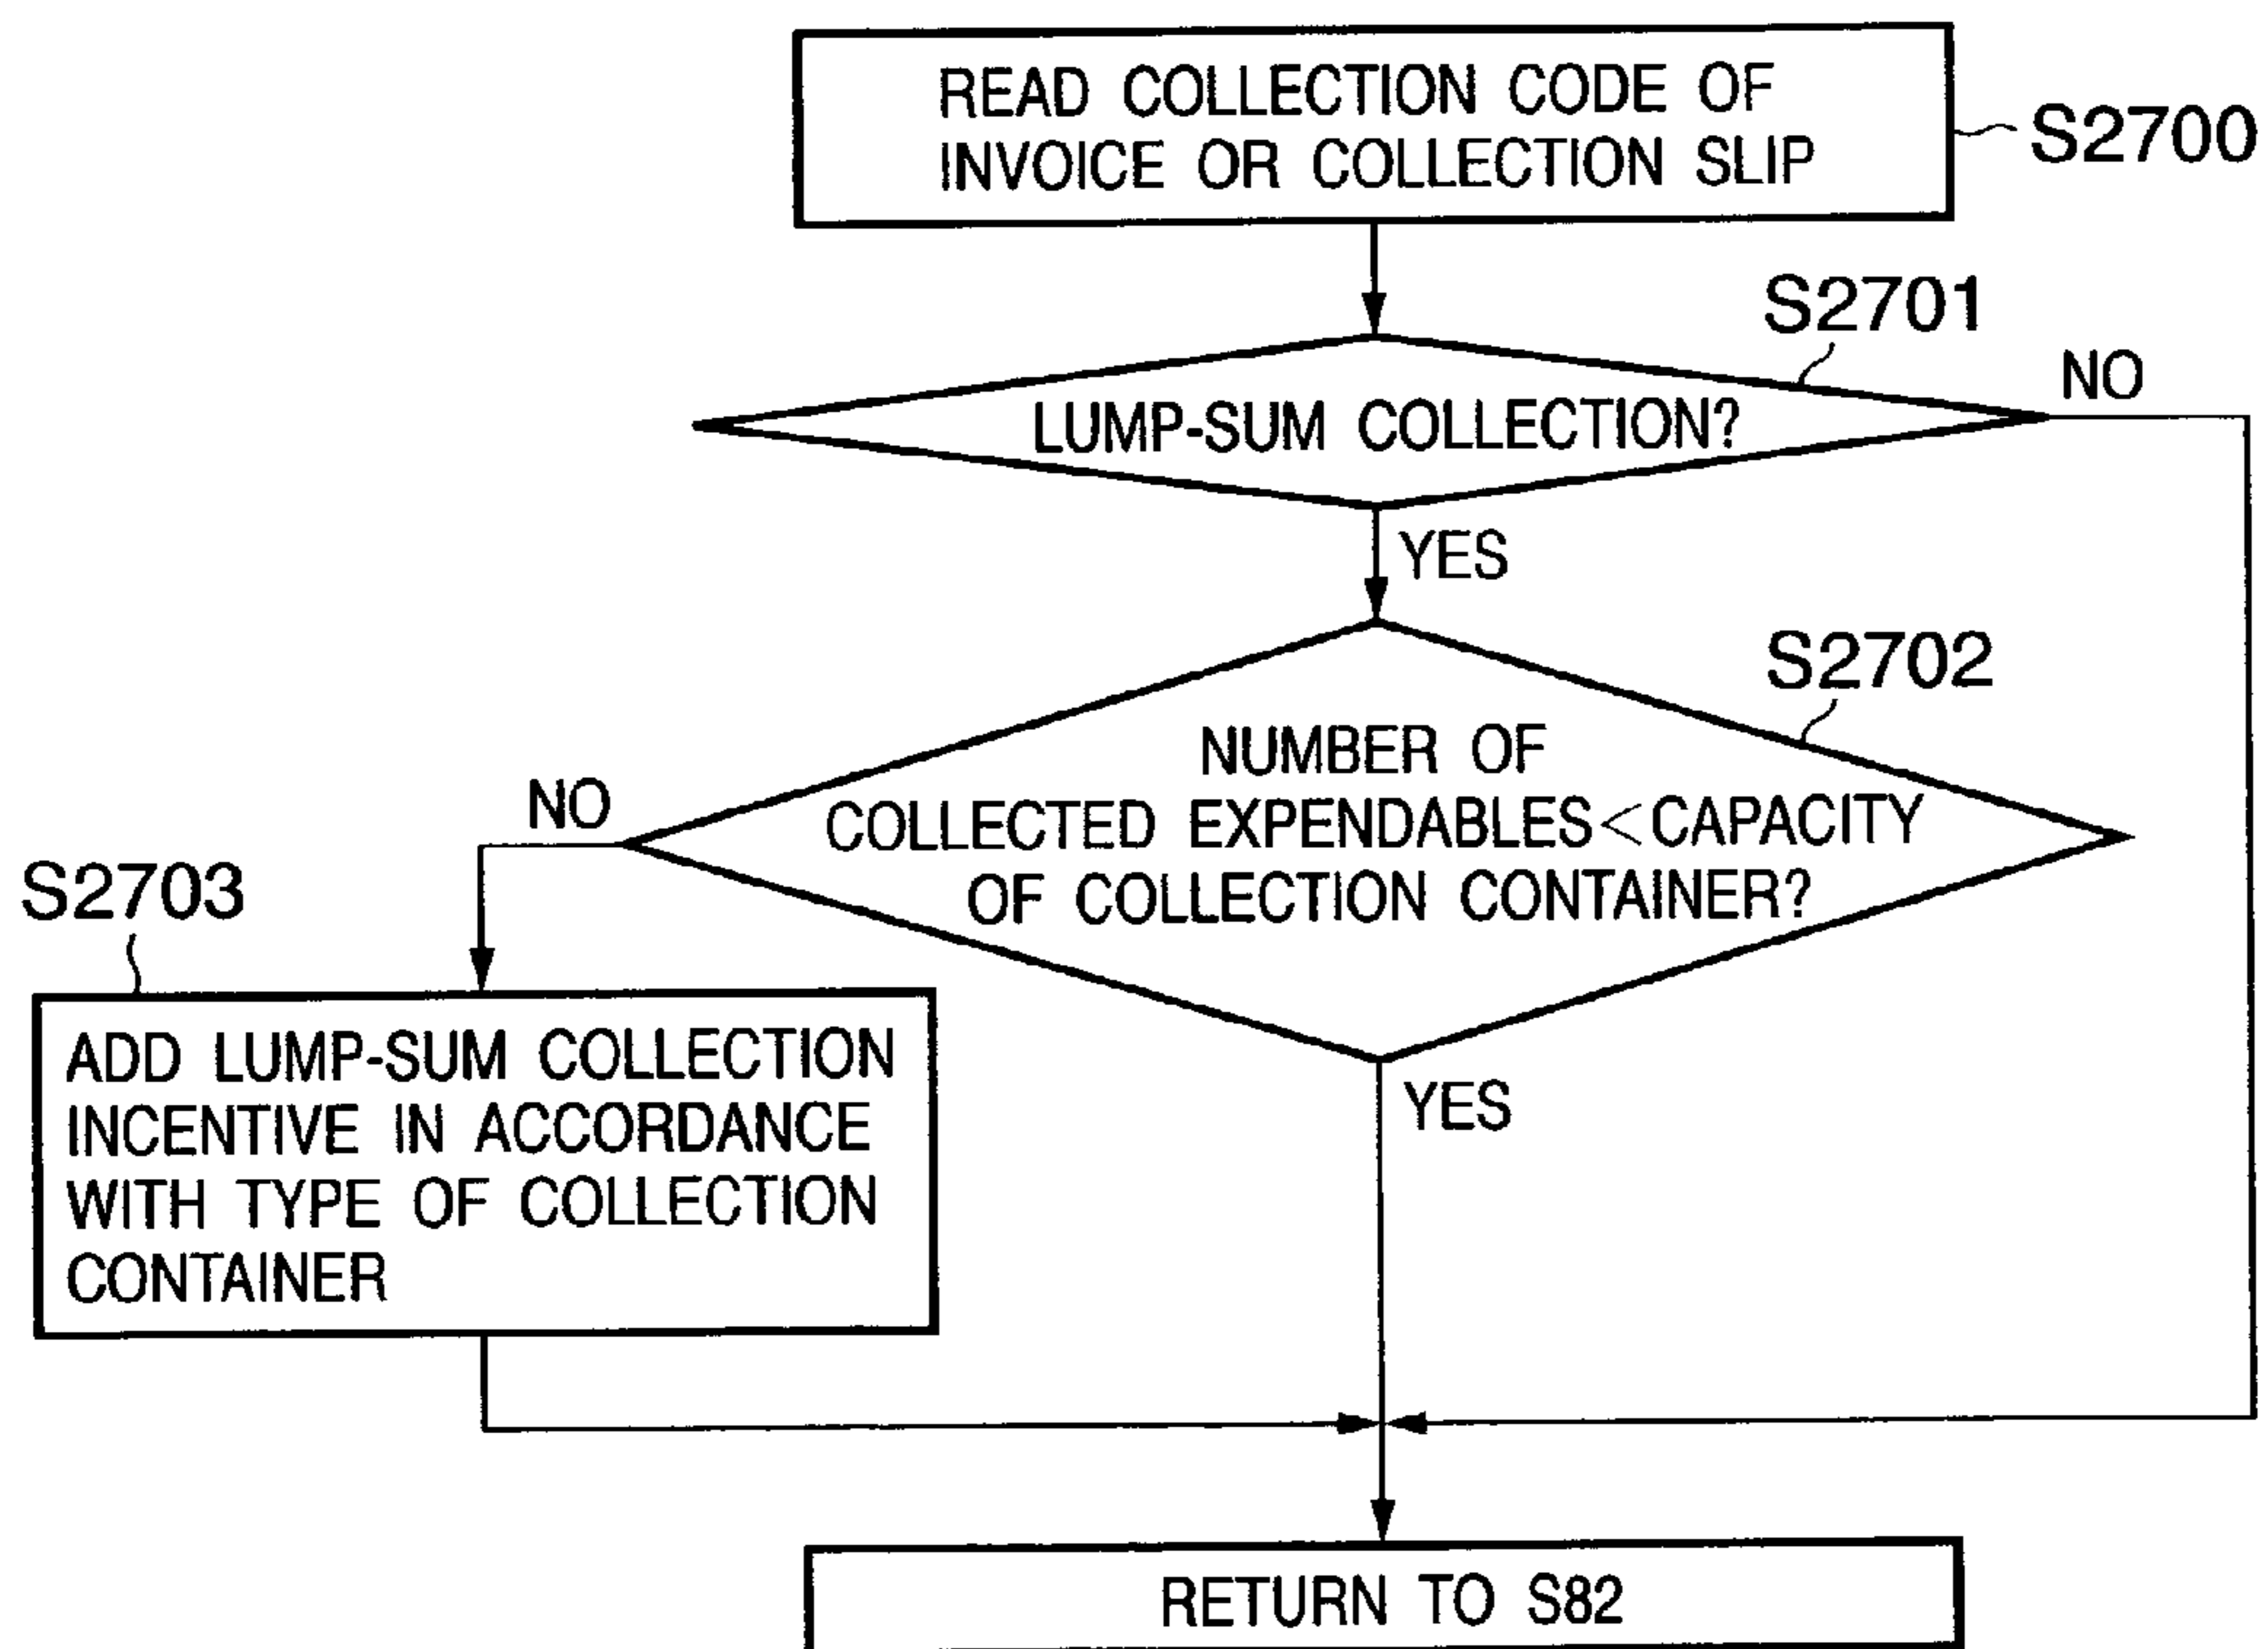 READ COLLECTION CODE OF
INVOICE OR COLLECTION SLIP
S2700
S2701
LUMP-SUM COLLECTION?
NO
YES
S2702
NUMBER OF
COLLECTED EXPENDABLES<CAPACITY
OF COLLECTION CONTAINER?
NO
YES
S2703
ADD LUMP-SUM COLLECTION
INCENTIVE IN ACCORDANCE
WITH TYPE OF COLLECTION
CONTAINER
RETURN TO S82